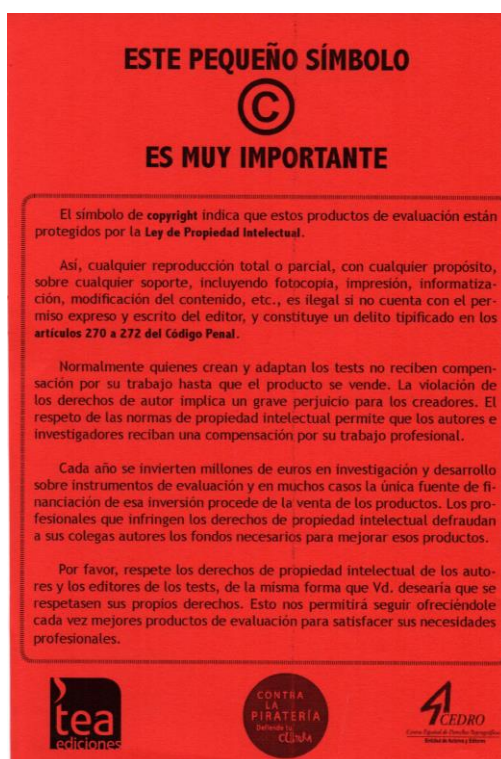 ESTE PEQUEÑO SÍMBOLO
©
ES MUY IMPORTANTE
El símbolo de copyright indica que estos productos de evaluación están
protegidos por la Ley de Propiedad Intelectual.
Así, cualquier reproducción total o parcial, con cualquier propósito,
sobre cualquier soporte, incluyendo fotocopia, impresión, informatiza-
ción, modificación del contenido, etc., es ilegal si no cuenta con el per-
miso expreso y escrito del editor, y constituye un delito tipificado en los
artículos 270 a 272 del Código Penal.
Normalmente quienes crean y adaptan los tests no reciben compen-
sación por su trabajo hasta que el producto se vende. La violación
de los derechos de autor implica un grave perjuicio para los creadores. El
respeto de las normas de propiedad intelectual permite que los autores e
investigadores reciban una compensación por su trabajo profesional.
Cada año se invierten millones de euros en investigación y desarrollo
sobre instrumentos de evaluación y en muchos casos la única fuente de fi-
nanciación de esa inversión procede de la venta de los productos. Los pro-
fesionales que infringen los derechos de propiedad intelectual defraudan
a sus colegas autores los fondos necesarios para mejorar esos productos.
Por favor, respete los derechos de propiedad intelectual de los auto-
res y los editores de los tests, de la misma forma que Vd. desearía que se
respetasen sus propios derechos. Esto nos permitirá seguir ofreciéndole
cada vez mejores productos de evaluación para satisfacer sus necesidades
profesionales.
tea
ediciones
CONTRA
LA
PIRATERÍA
Defiende la
cultura
CEDRO
Centro Español de Derechos Reprográficos
Entidad de Autores y Editores